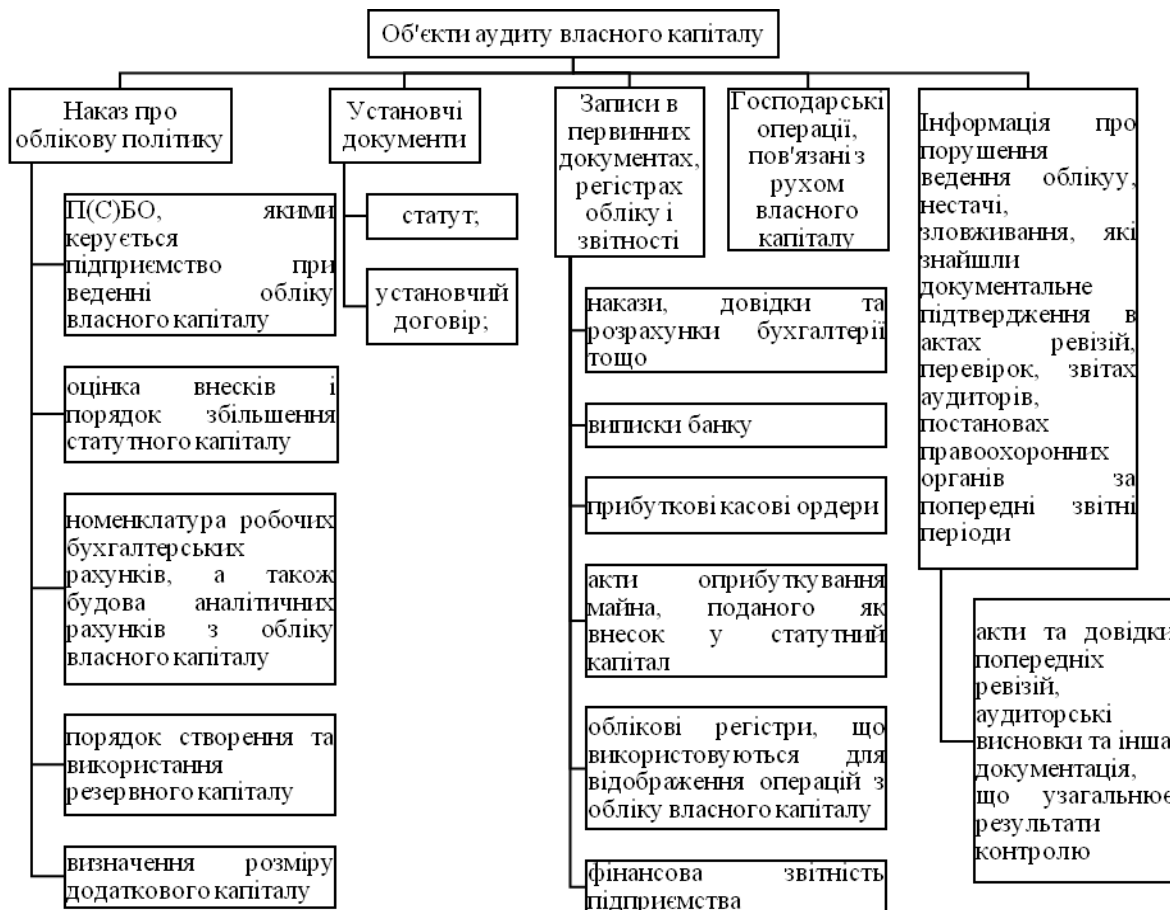 Об'єкти аудиту власного капіталу
Наказ про
облікову політику
П(С)БО, якими
керується
підприємство при
веденні обліку
власного капіталу
оцінка внесків і
порядок збільшення
статутного капіталу
номенклатура робочих
бухгалтерських
рахунків, а також
будова аналітичних
рахунків з обліку
власного капіталу
порядок створення та
використання
резервного капіталу
визначення розміру
додаткового капіталу
Установчі
документи
статут;
установчий
договір;
Записи в
первинних
документах,
регістрах
обліку і
звітності
накази, довідки та
розрахунки бухгалтерії
тощо
виписки банку
прибуткові касові ордери
акти оприбуткування
майна, поданого як
внесок у статутний
капітал
облікові регістри, що
використовуються для
відображення операцій з
обліку власного капіталу
фінансова звітність
підприємства
Господарські
операції,
пов'язані з
рухом
власного
капіталу
Інформація про
порушення
ведення облікуу,
нестачі,
зловживання, які
знайшли
документальне
підтвердження в
актах ревізій,
перевірок, звітах
аудиторів,
постановах
правоохоронних
органів за
попередні звітні
періоди
акти та довідки
попередніх
ревізій,
аудиторські
висновки та інша
документація,
що узагальнює
результати
контролю